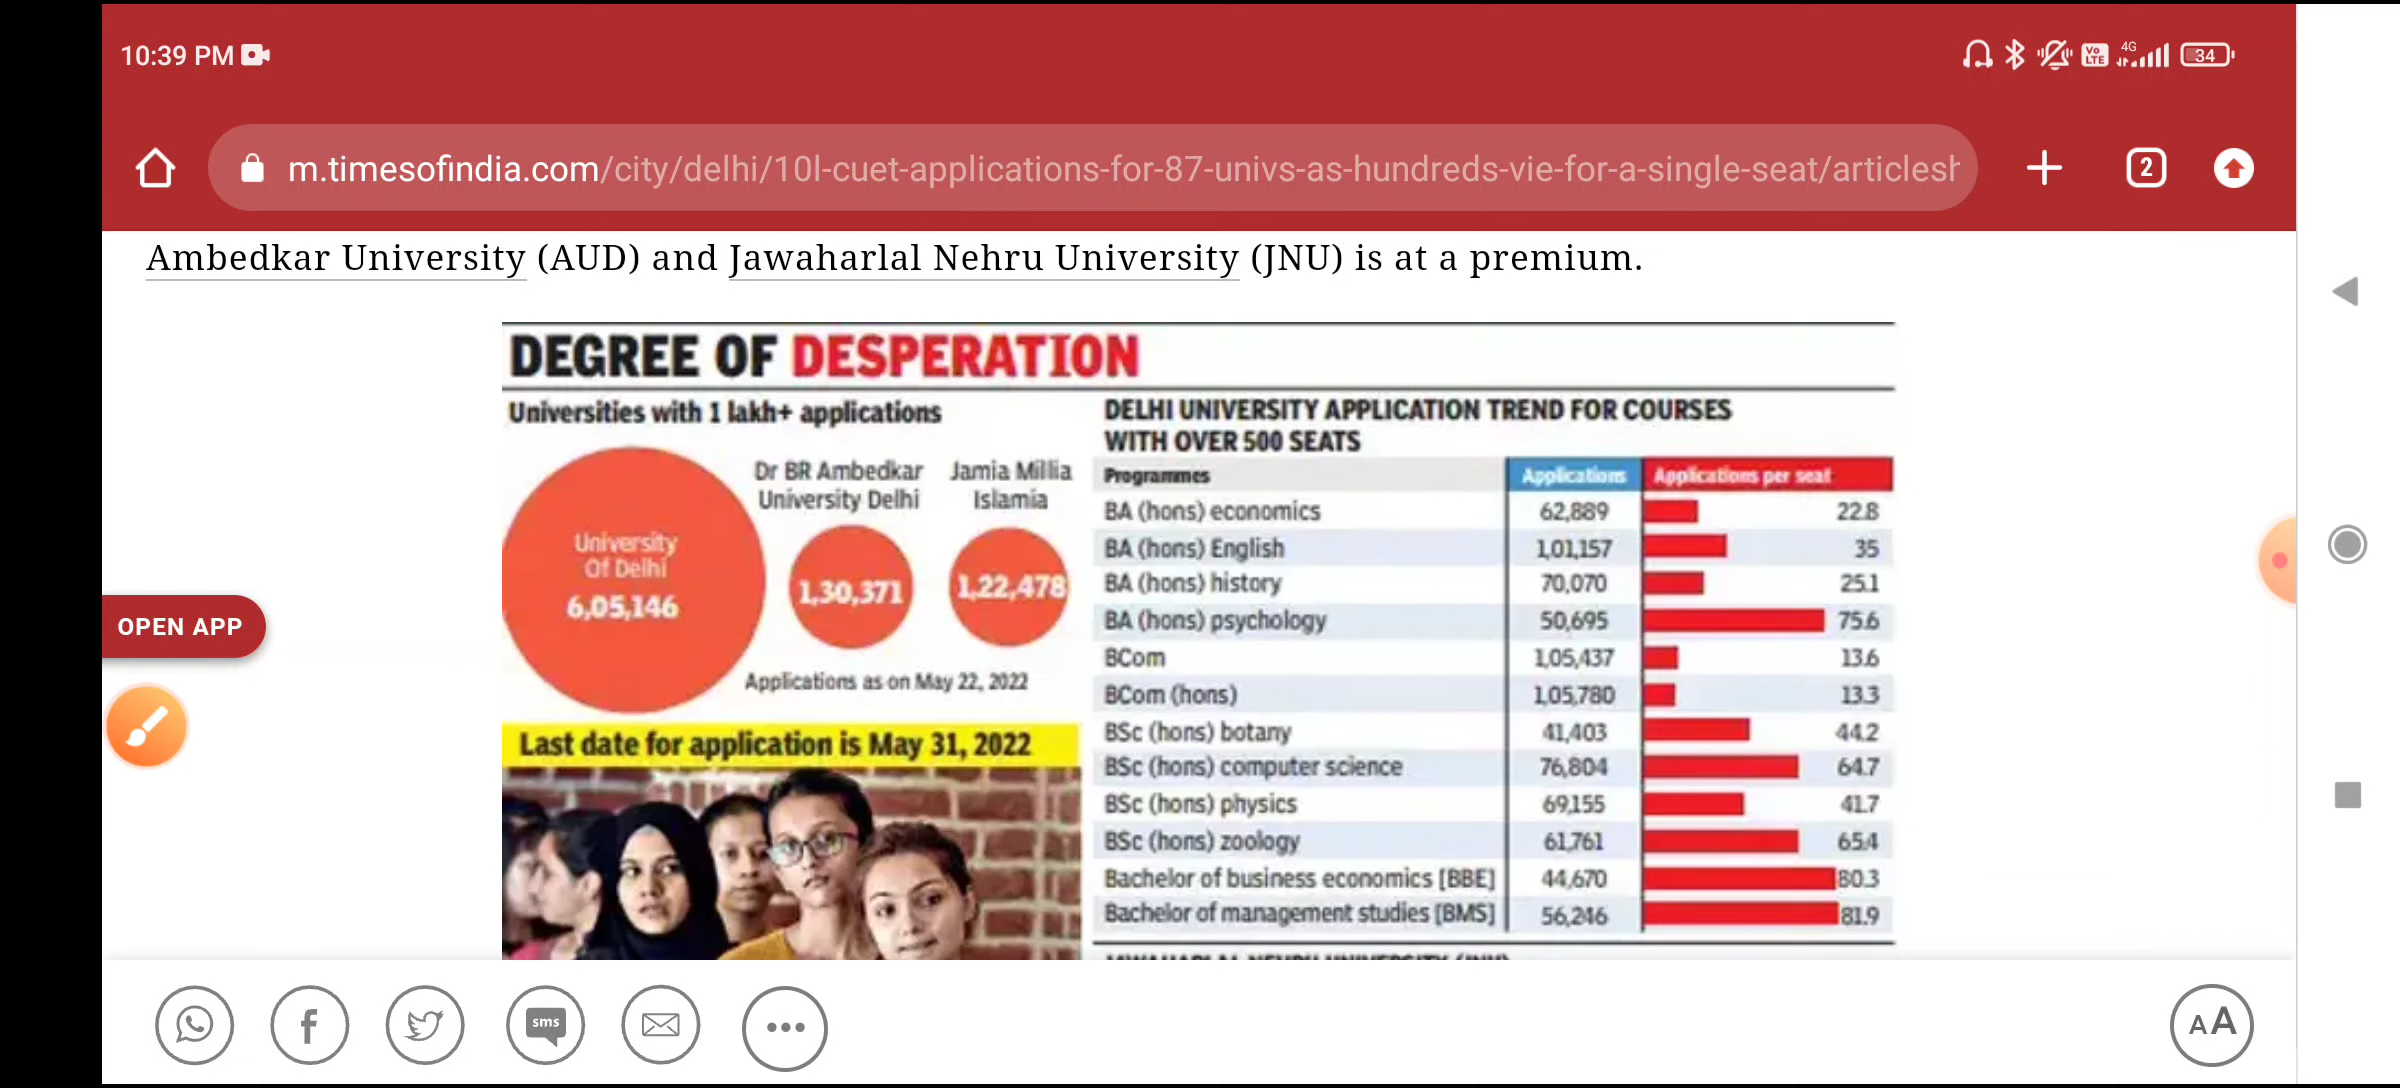 10:39 PM
Vo LTE 4G 34
m.timesofindia.com/city/delhi/10l-cuet-applications-for-87-univs-as-hundreds-vie-for-a-single-seat/articlesh
2
Ambedkar University (AUD) and Jawaharlal Nehru University (JNU) is at a premium.
DEGREE OF DESPERATION
Universities with 1 lakh+ applications
University
Of Delhi
6,05,146
Dr BR Ambedkar
University Delhi
1,30,371
Jamia Millia
Islamia
1,22,478
Applications as on May 22, 2022
Last date for application is May 31, 2022
DELHI UNIVERSITY APPLICATION TREND FOR COURSES
WITH OVER 500 SEATS
Programmes Applications Applications per seat
BA (hons) economics 62,889 22.8
BA (hons) English 1,01,157 35
BA (hons) history 70,070 25.1
BA (hons) psychology 50,695 75.6
BCom 1,05,437 13.6
BCom (hons) 1,05,780 13.3
BSc (hons) botany 41,403 44.2
BSc (hons) computer science 76,804 64.7
BSc (hons) physics 69,155 41.7
BSc (hons) zoology 61,761 65.4
Bachelor of business economics [BBE] 44,670 80.3
Bachelor of management studies [BMS] 56,246 81.9
JAWAHARLAL NEHRU UNIVERSITY (JNU)
OPEN APP
sms
AA